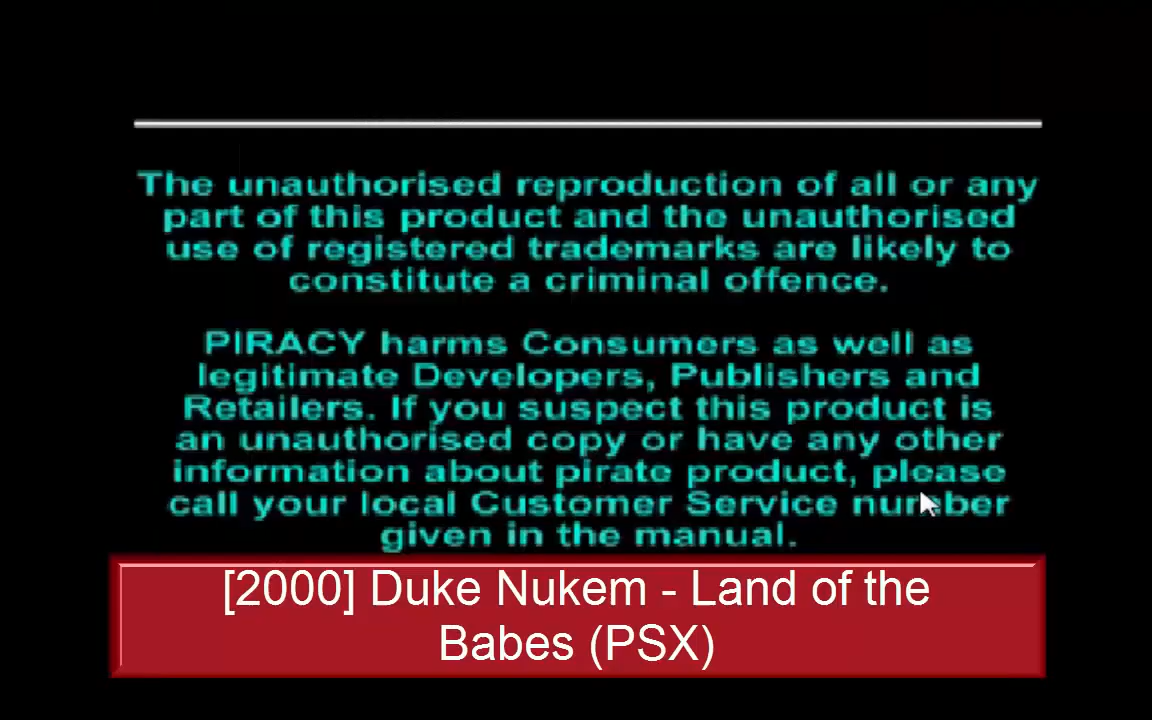 The unauthorised reproduction of all or any
part of this product and the unauthorised
use of registered trademarks are likely to
constitute a criminal offence.
PIRACY harms Consumers as well as
legitimate Developers, Publishers and
Retailers. If you suspect this product is
an unauthorised copy or have any other
information about pirate product, please
call your local Customer Service number
given in the manual.
[2000] Duke Nukem - Land of the
Babes (PSX)